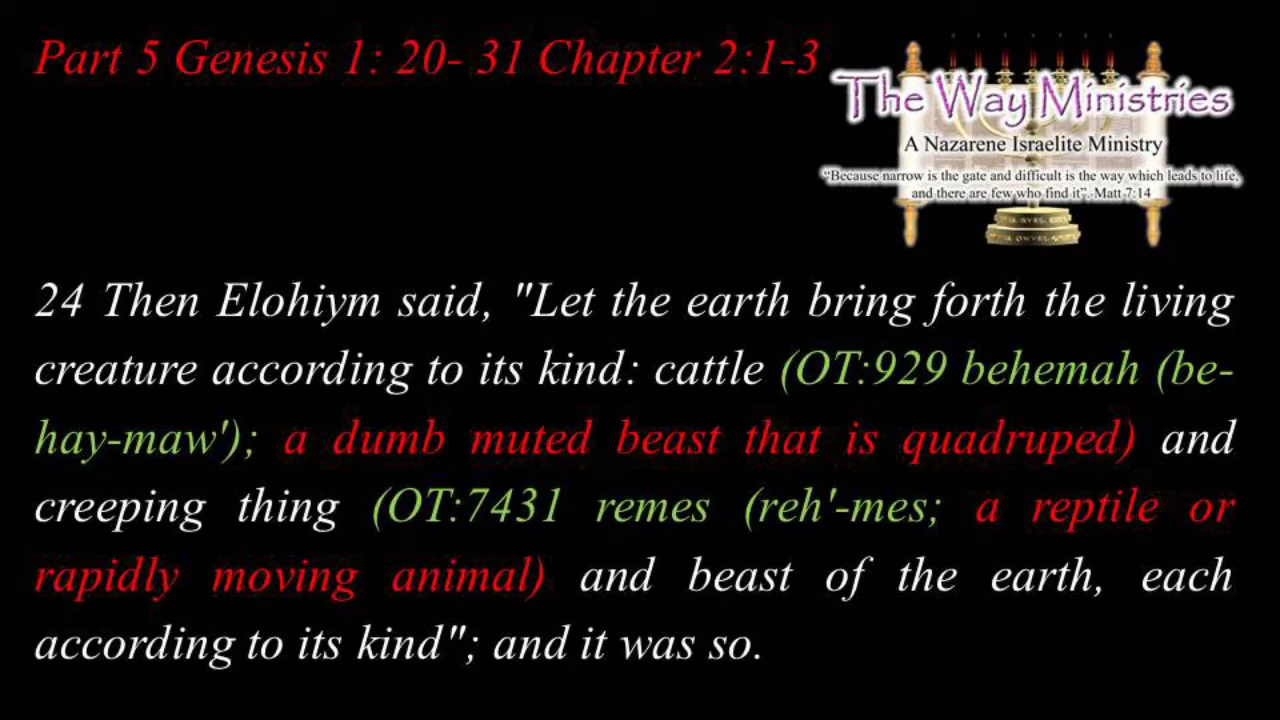 Part 5 Genesis 1: 20- 31 Chapter 2:1-3
The Way Ministries
A Nazarene Israelite Ministry
"Because narrow is the gate and difficult is the way which leads to life,
and there are few who find it". Matt 7:14
24 Then Elohiym said, "Let the earth bring forth the living
creature according to its kind: cattle (OT:929 behemah (be-
hay-maw'); a dumb muted beast that is quadruped) and
creeping thing (OT:7431 remes (reh'-mes; a reptile or
rapidly moving animal) and beast of the earth, each
according to its kind"; and it was so.